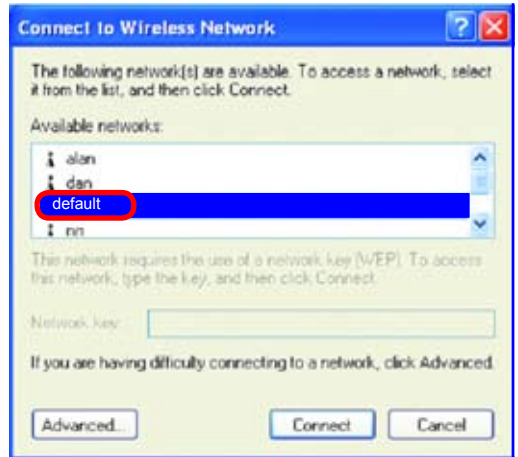 Connect to Wireless Network
The following network(s) are available. To access a network, select
it from the list, and then click Connect.
Available networks:
alan
dan
default
nn
This network requires the use of a network key (WEP). To access
this network, type the key, and then click Connect.
Network key:
If you are having difficulty connecting to a network, click Advanced.
Advanced...
Connect
Cancel